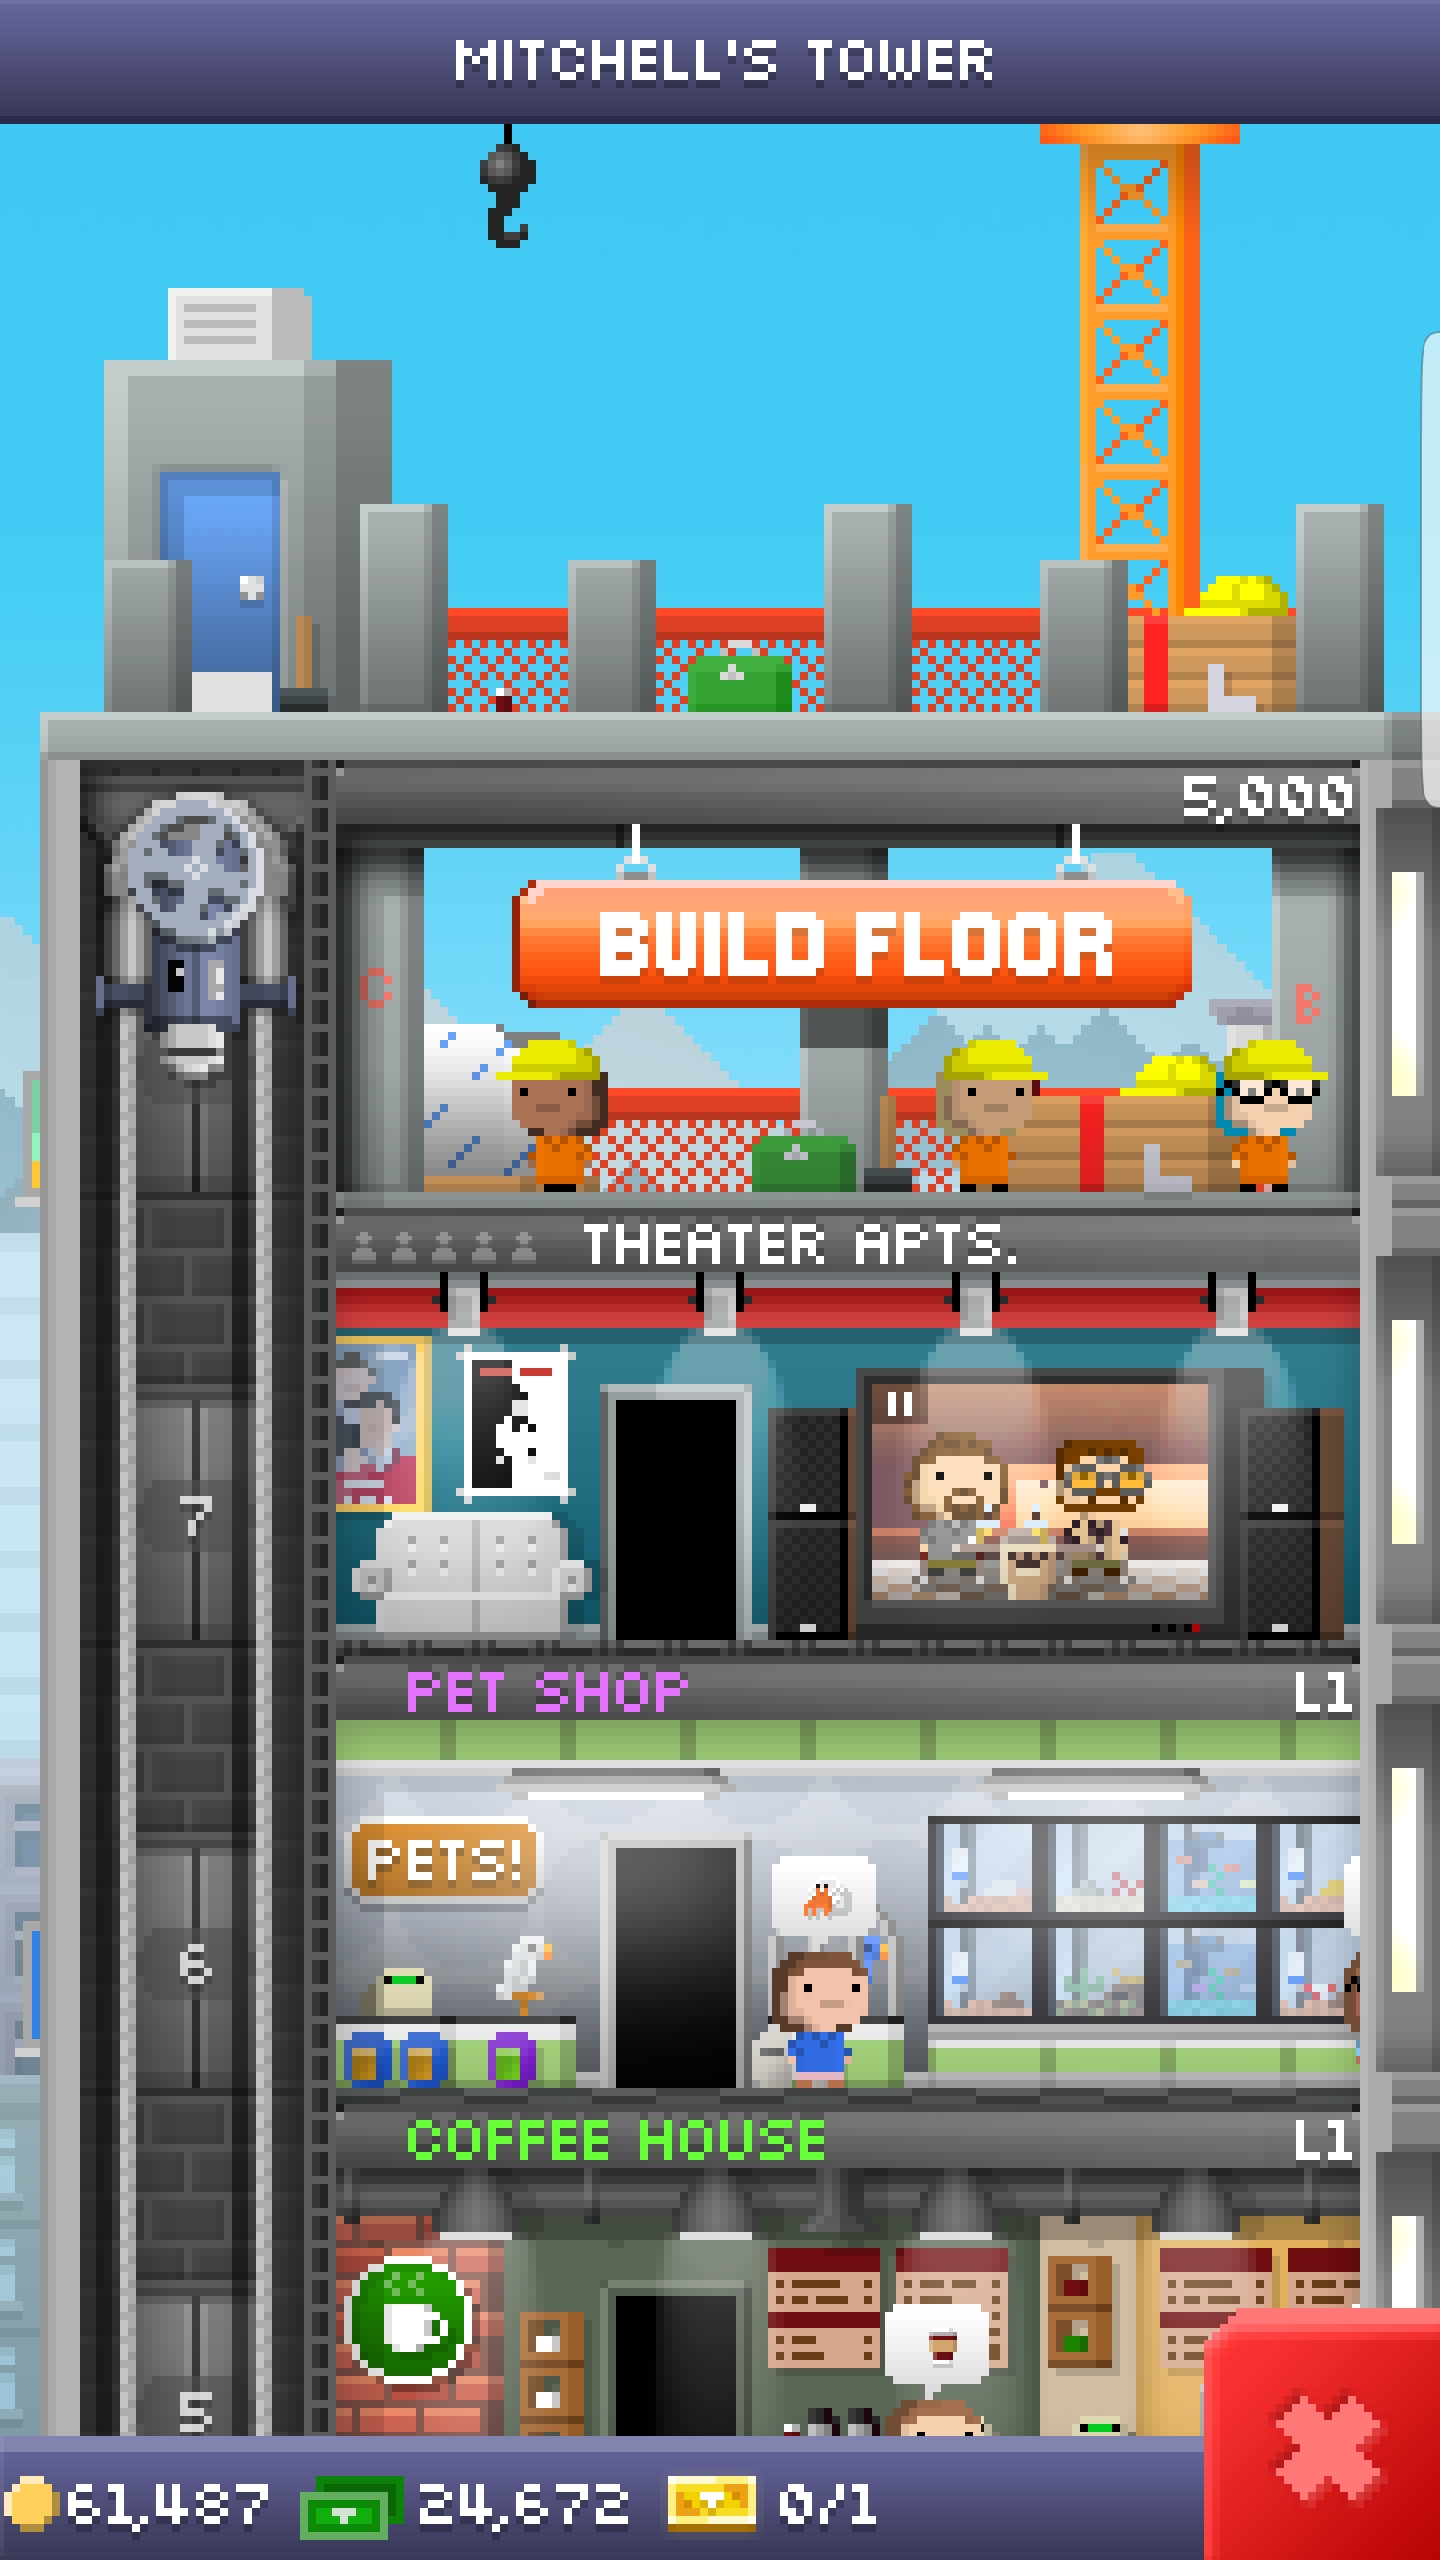 MITCHELL'S TOWER
5,000
BUILD FLOOR
C
B
THEATER APTS.
7
PET SHOP L1
PETS!
6
COFFEE HOUSE L1
5
61,487 24,672 0/1